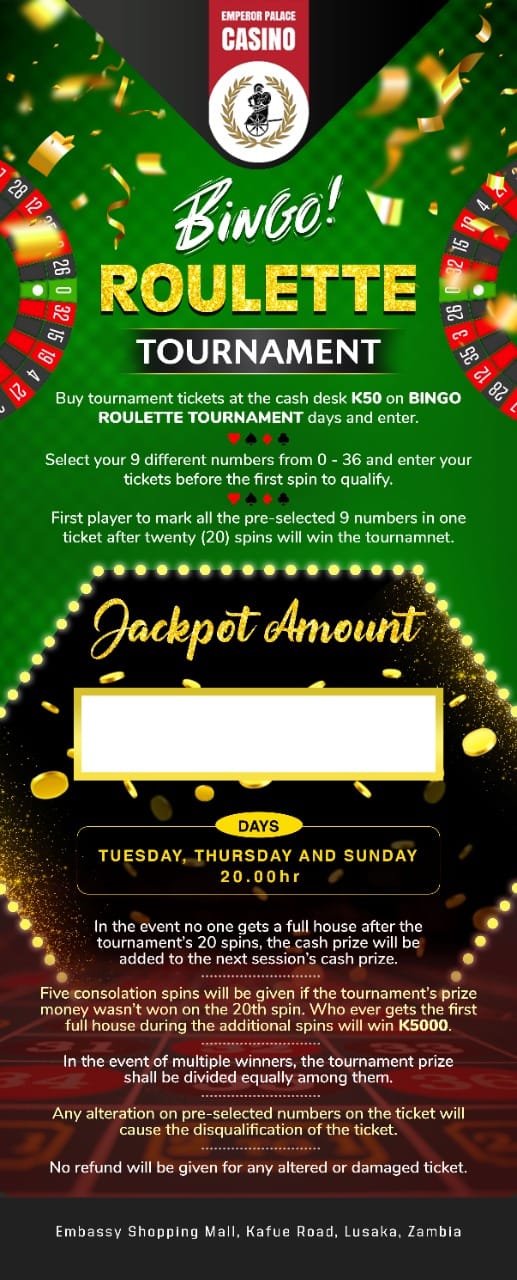 EMPEROR PALACE
CASINO
BINGO!
ROULETTE
TOURNAMENT
Buy tournament tickets at the cash desk K50 on BINGO
ROULETTE TOURNAMENT days and enter.
Select your 9 different numbers from 0 - 36 and enter your
tickets before the first spin to qualify.
First player to mark all the pre-selected 9 numbers in one
ticket after twenty (20) spins will win the tournamnet.
Jackpot Amount
DAYS
TUESDAY, THURSDAY AND SUNDAY
20.00hr
In the event no one gets a full house after the
tournament's 20 spins, the cash prize will be
added to the next session's cash prize.
Five consolation spins will be given if the tournament's prize
money wasn't won on the 20th spin. Who ever gets the first
full house during the additional spins will win K5000.
In the event of multiple winners, the tournament prize
shall be divided equally among them.
Any alteration on pre-selected numbers on the ticket will
cause the disqualification of the ticket.
No refund will be given for any altered or damaged ticket.
Embassy Shopping Mall, Kafue Road, Lusaka, Zambia